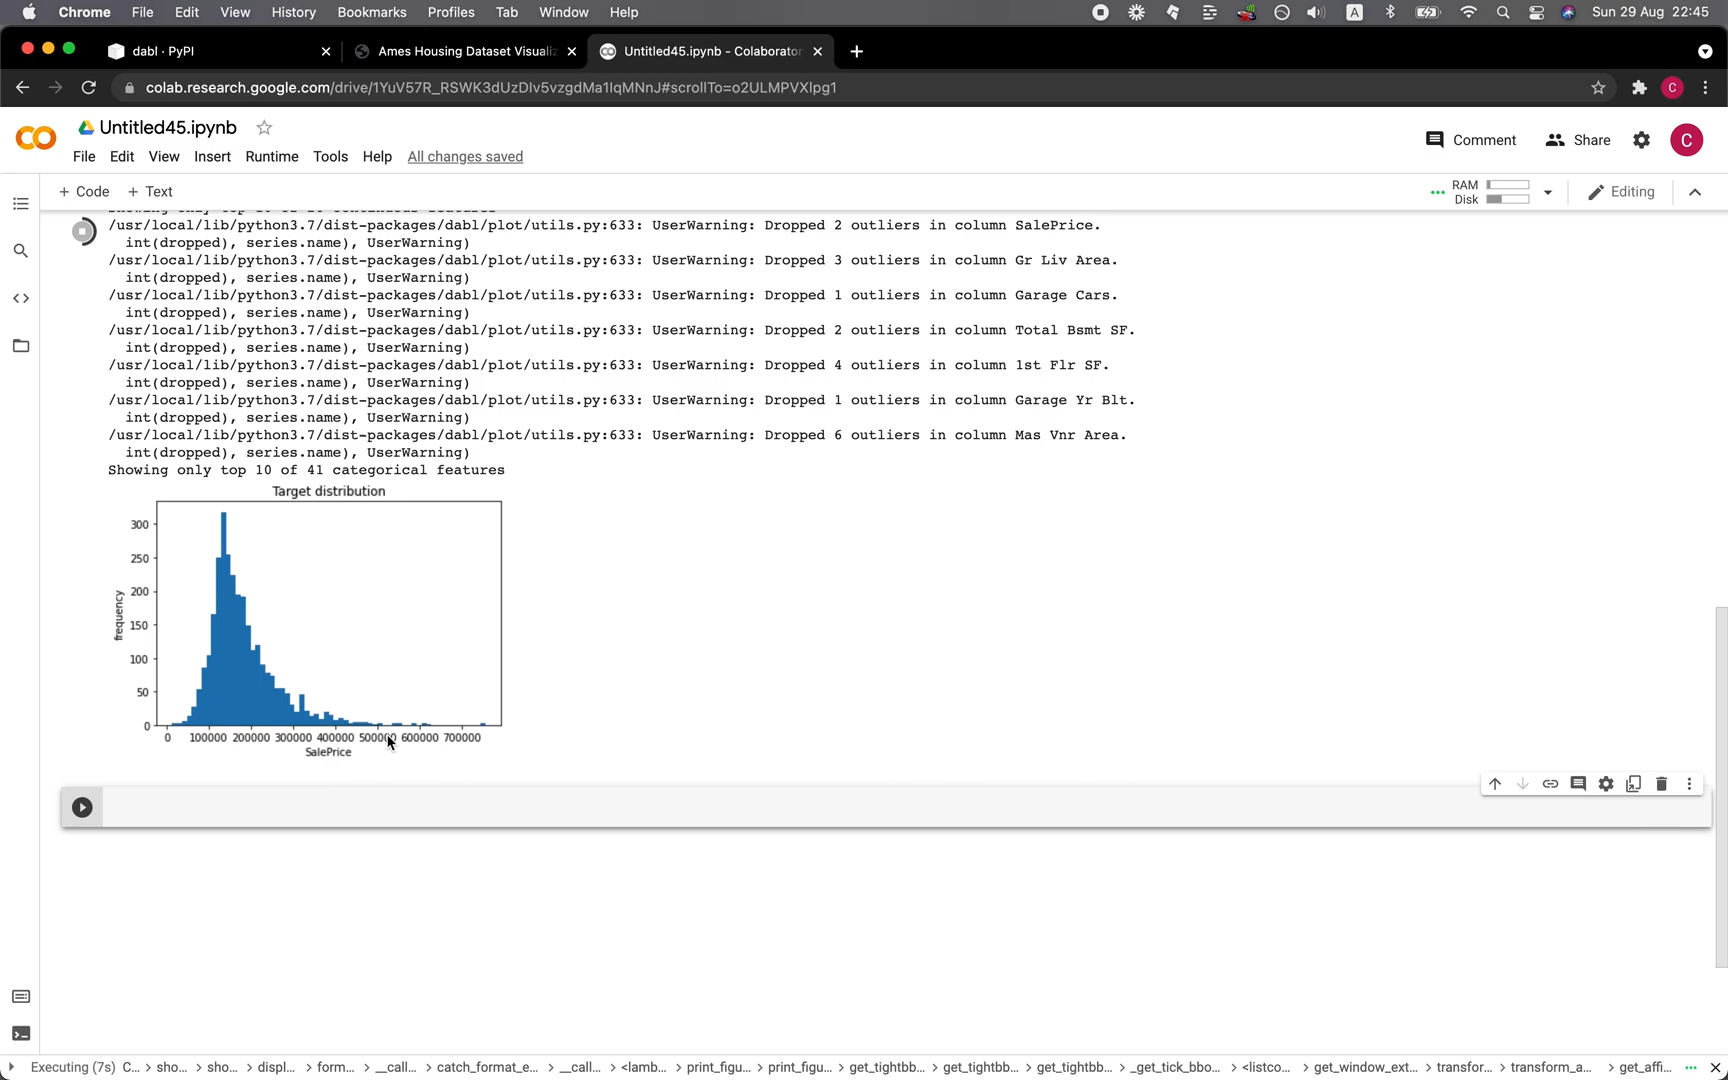 Chrome File Edit View History Bookmarks Profiles Tab Window Help A Sun 29 Aug 22:45
dabl · PyPI Ames Housing Dataset Visualiz Untitled45.ipynb - Colaborator
C
Untitled45.ipynb
Comment Share C
File Edit View Insert Runtime Tools Help All changes saved
+ Code + Text RAM Disk Editing
/usr/local/lib/python3.7/dist-packages/dabl/plot/utils.py:633: UserWarning: Dropped 2 outliers in column SalePrice.
int(dropped), series.name), UserWarning)
/usr/local/lib/python3.7/dist-packages/dabl/plot/utils.py:633: UserWarning: Dropped 3 outliers in column Gr Liv Area.
int(dropped), series.name), UserWarning)
/usr/local/lib/python3.7/dist-packages/dabl/plot/utils.py:633: UserWarning: Dropped 1 outliers in column Garage Cars.
int(dropped), series.name), UserWarning)
/usr/local/lib/python3.7/dist-packages/dabl/plot/utils.py:633: UserWarning: Dropped 2 outliers in column Total Bsmt SF.
int(dropped), series.name), UserWarning)
/usr/local/lib/python3.7/dist-packages/dabl/plot/utils.py:633: UserWarning: Dropped 4 outliers in column 1st Flr SF.
int(dropped), series.name), UserWarning)
/usr/local/lib/python3.7/dist-packages/dabl/plot/utils.py:633: UserWarning: Dropped 1 outliers in column Garage Yr Blt.
int(dropped), series.name), UserWarning)
/usr/local/lib/python3.7/dist-packages/dabl/plot/utils.py:633: UserWarning: Dropped 6 outliers in column Mas Vnr Area.
int(dropped), series.name), UserWarning)
Showing only top 10 of 41 categorical features
Target distribution
300
250
200
150
100
50
0
frequency
0 100000 200000 300000 400000 500000 600000 700000
SalePrice
Executing (7s) C... > sho... > sho... > displ... > form... > __call... > catch_format_e... > __call... > <lamb... > print_figu... > print_figu... > get_tightbb... > get_tightbb... > get_tightbb... > _get_tick_bbo... > <listco... > get_window_ext... > transfor... > transform_a... > get_affi...